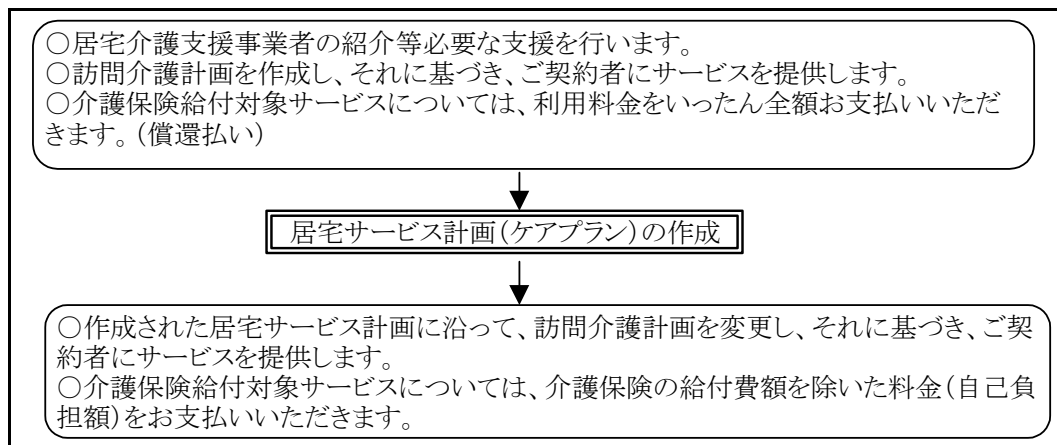 ○居宅介護支援事業者の紹介等必要な支援を行います。
○訪問介護計画を作成し、それに基づき、ご契約者にサービスを提供します。
○介護保険給付対象サービスについては、利用料金をいったん全額お支払いいただ
きます。（償還払い）
居宅サービス計画（ケアプラン）の作成
○作成された居宅サービス計画に沿って、訪問介護計画を変更し、それに基づき、ご契
約者にサービスを提供します。
○介護保険給付対象サービスについては、介護保険の給付費額を除いた料金（自己負
担額）をお支払いいただきます。